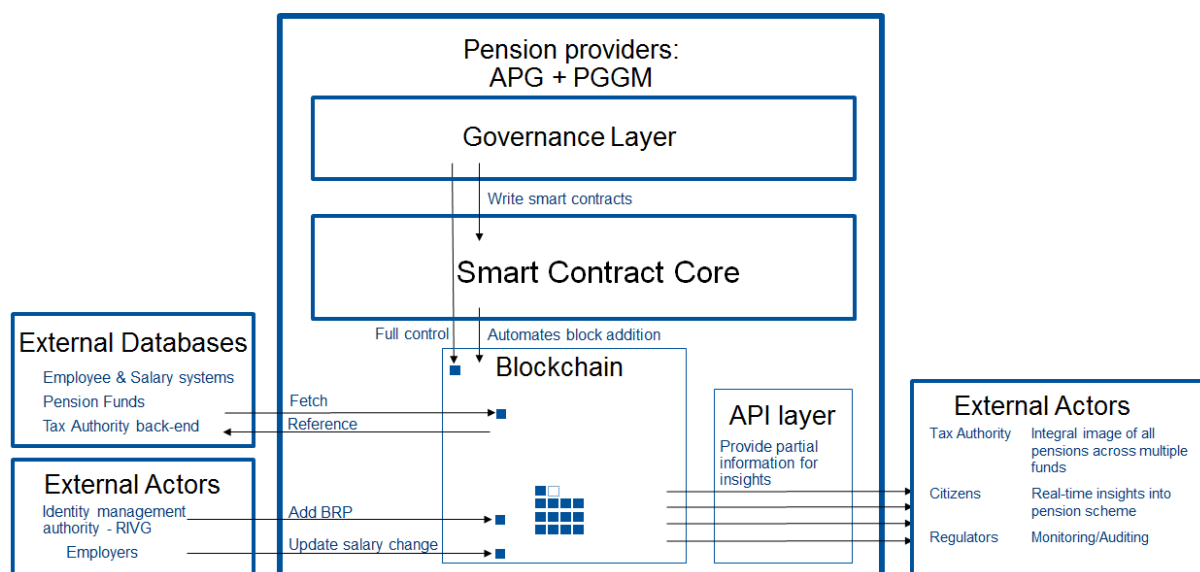 Pension providers:
APG + PGGM
Governance Layer
Write smart contracts
Smart Contract Core
Full control
Automates block addition
Blockchain
External Databases
Employee & Salary systems
Pension Funds
Tax Authority back-end
Fetch
Reference
External Actors
Identity management
authority - RIVG
Employers
Add BRP
Update salary change
API layer
Provide partial
information for
insights
External Actors
Tax Authority
Integral image of all
pensions across multiple
funds
Citizens
Real-time insights into
pension scheme
Regulators
Monitoring/Auditing